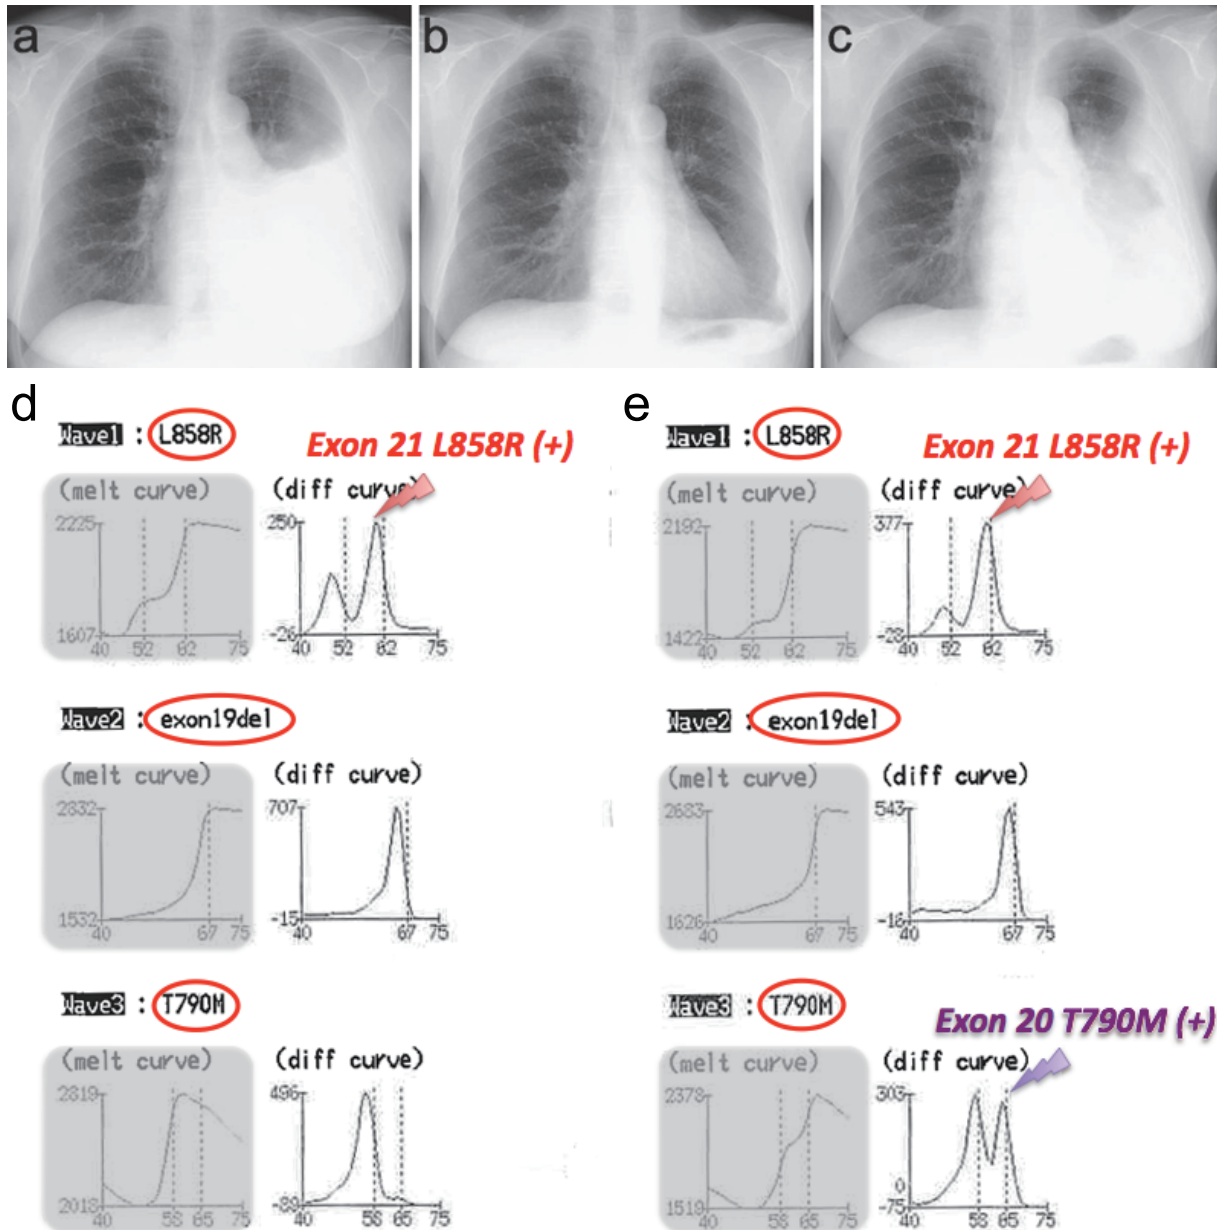 a
b
c
d
Wave1 : L858R
Exon 21 L858R (+)
(melt curve)
(diff curve)
2225
1607
40 52 62 75
250
-26
40 52 62 75
Wave2 : exon19del
(melt curve)
(diff curve)
2832
1532
40 67 75
707
-15
40 67 75
Wave3 : T790M
(melt curve)
(diff curve)
2819
2018
40 58 65 75
496
-89
40 58 65 75
e
Wave1 : L858R
Exon 21 L858R (+)
(melt curve)
(diff curve)
2192
1422
40 52 62 75
377
-28
40 52 62 75
Wave2 : exon19del
(melt curve)
(diff curve)
2683
1626
40 67 75
543
-16
40 67 75
Wave3 : T790M
Exon 20 T790M (+)
(melt curve)
(diff curve)
2378
1519
40 58 65 75
303
0
-75
40 58 65 75